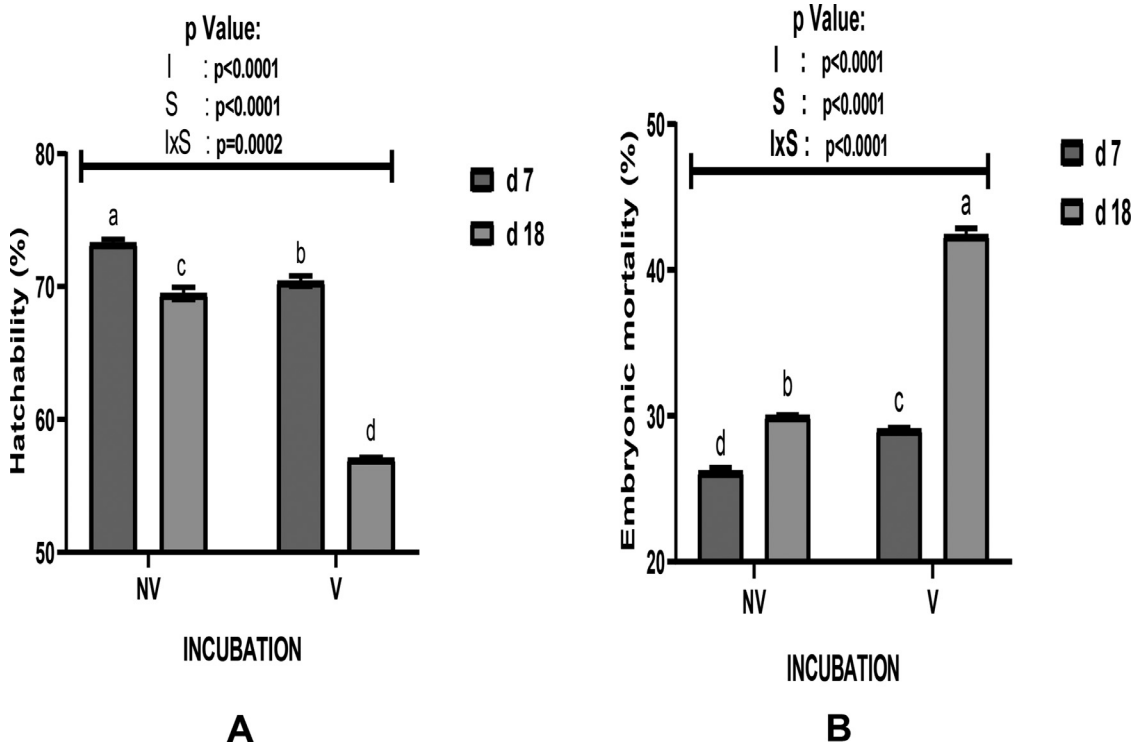 p Value:
I : p<0.0001
S : p<0.0001
IxS : p=0.0002
80
70
60
50
Hatchability (%)
a
c
b
d
d 7
d 18
NV
V
INCUBATION
A
p Value:
I : p<0.0001
S : p<0.0001
IxS : p<0.0001
50
40
30
20
Embryonic mortality (%)
d
b
c
a
d 7
d 18
NV
V
INCUBATION
B